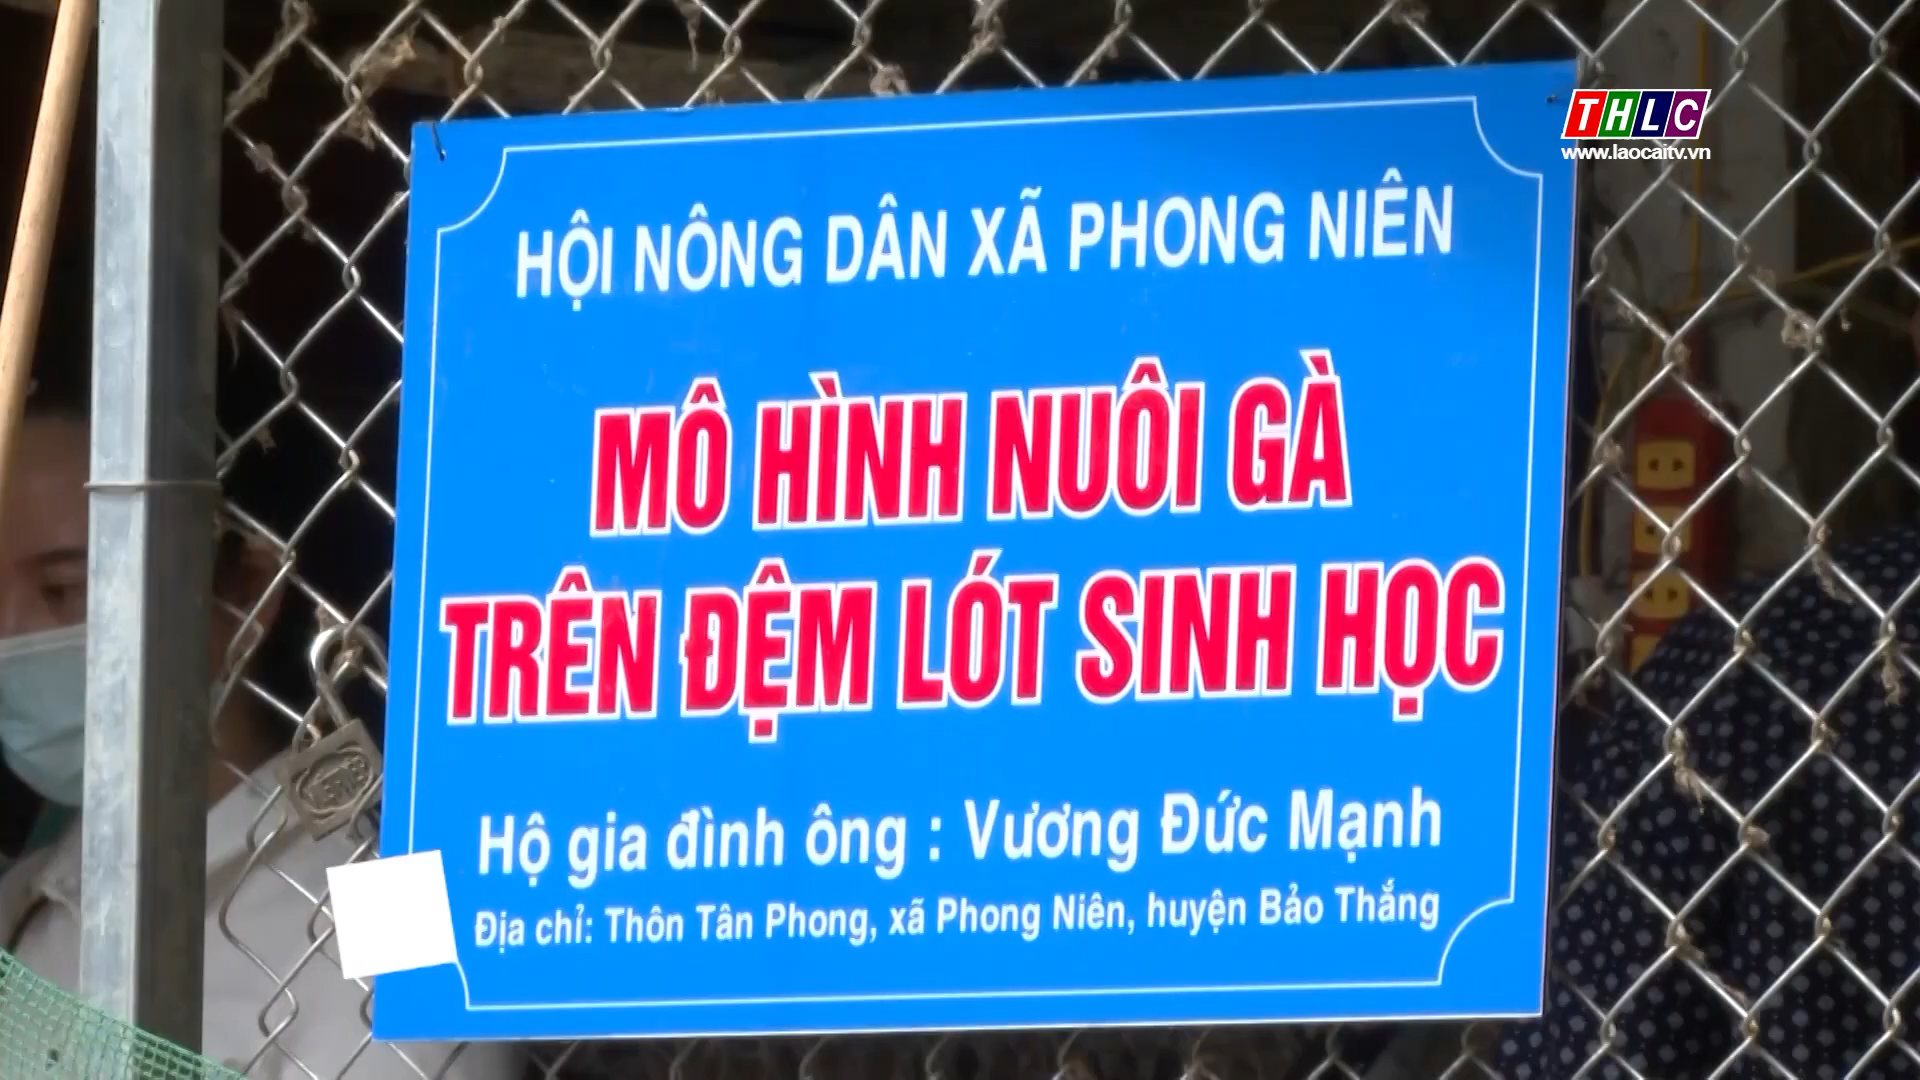 THLC
www.laocaitv.vn
HỘI NÔNG DÂN XÃ PHONG NIÊN
MÔ HÌNH NUÔI GÀ
TRÊN ĐỆM LÓT SINH HỌC
Hộ gia đình ông : Vương Đức Mạnh
Địa chỉ: Thôn Tân Phong, xã Phong Niên, huyện Bảo Thắng